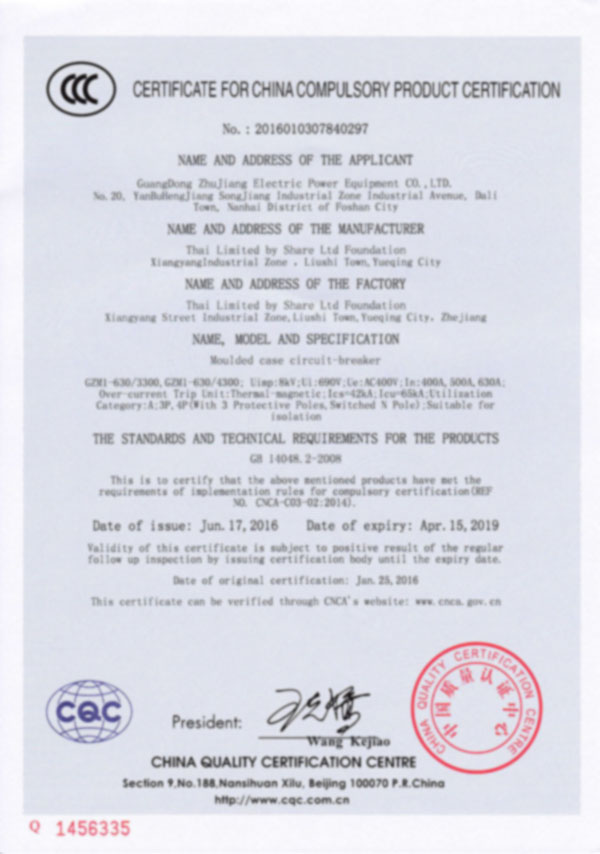 CCC
CERTIFICATE FOR CHINA COMPULSORY PRODUCT CERTIFICATION
No.: 2016010307840297
NAME AND ADDRESS OF THE APPLICANT
GuangDong ZhuJiang Electric Power Equipment CO.,LTD.
No.20, YanBuHengJiang SongJiang Industrial Zone Industrial Avenue, Dali
Town, Nanhai District of Foshan City
NAME AND ADDRESS OF THE MANUFACTURER
Thai Limited by Share Ltd Foundation
XiangyangIndustrial Zone , Liushi Town,Yueqing City
NAME AND ADDRESS OF THE FACTORY
Thai Limited by Share Ltd Foundation
Xiangyang Street Industrial Zone,Liushi Town,Yueqing City, Zhejiang
NAME, MODEL AND SPECIFICATION
Moulded case circuit-breaker
GZM1-630/3300,GZM1-630/4300; Uimp:8kV;Ui:690V;Ue:AC400V;In:400A,500A,630A;
Over-current Trip Unit:Thermal-magnetic;Ics=42kA;Icu=65kA;Utilization
Category:A;3P,4P(With 3 Protective Poles,Switched N Pole);Suitable for
isolation
THE STANDARDS AND TECHNICAL REQUIREMENTS FOR THE PRODUCTS
GB 14048.2-2008
This is to certify that the above mentioned products have met the
requirements of implementation rules for compulsory certification(REF
NO. CNCA-C03-02:2014).
Date of issue: Jun.17,2016 Date of expiry: Apr.15,2019
Validity of this certificate is subject to positive result of the regular
follow up inspection by issuing certification body until the expiry date.
Date of original certification: Jan.25,2016
This certificate can be verified through CNCA's website: www.cnca.gov.cn
CQC
President:
Wang Kejiao
CHINA QUALITY CERTIFICATION CENTRE
中国质量认证中心
CHINA QUALITY CERTIFICATION CENTRE
Section 9,No.188,Nansihuan Xilu, Beijing 100070 P.R.China
http://www.cqc.com.cn
Q 1456335